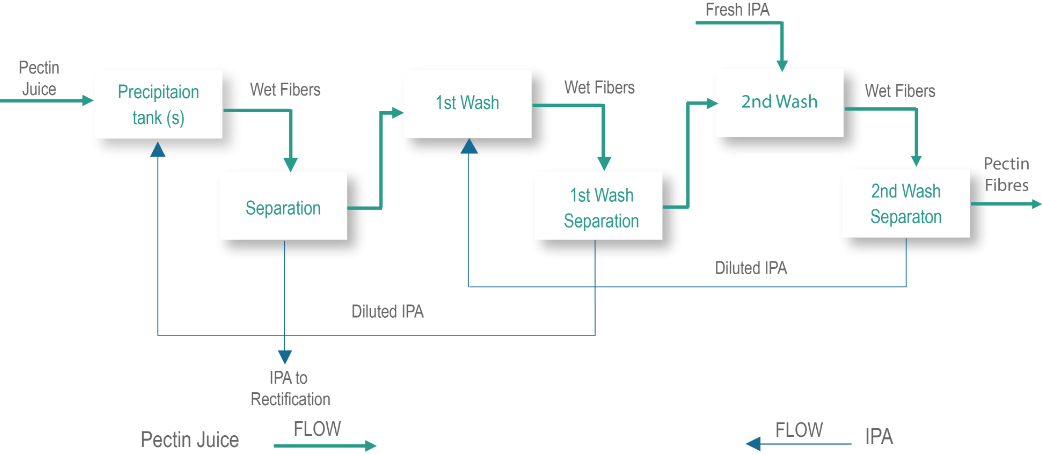 Fresh IPA
Pectin
Juice
Precipitaion
tank (s)
Wet Fibers
1st Wash
Wet Fibers
2nd Wash
Wet Fibers
Separation
1st Wash
Separation
2nd Wash
Separaton
Pectin
Fibres
Diluted IPA
Diluted IPA
IPA to
Rectification
Pectin Juice
FLOW
FLOW
IPA